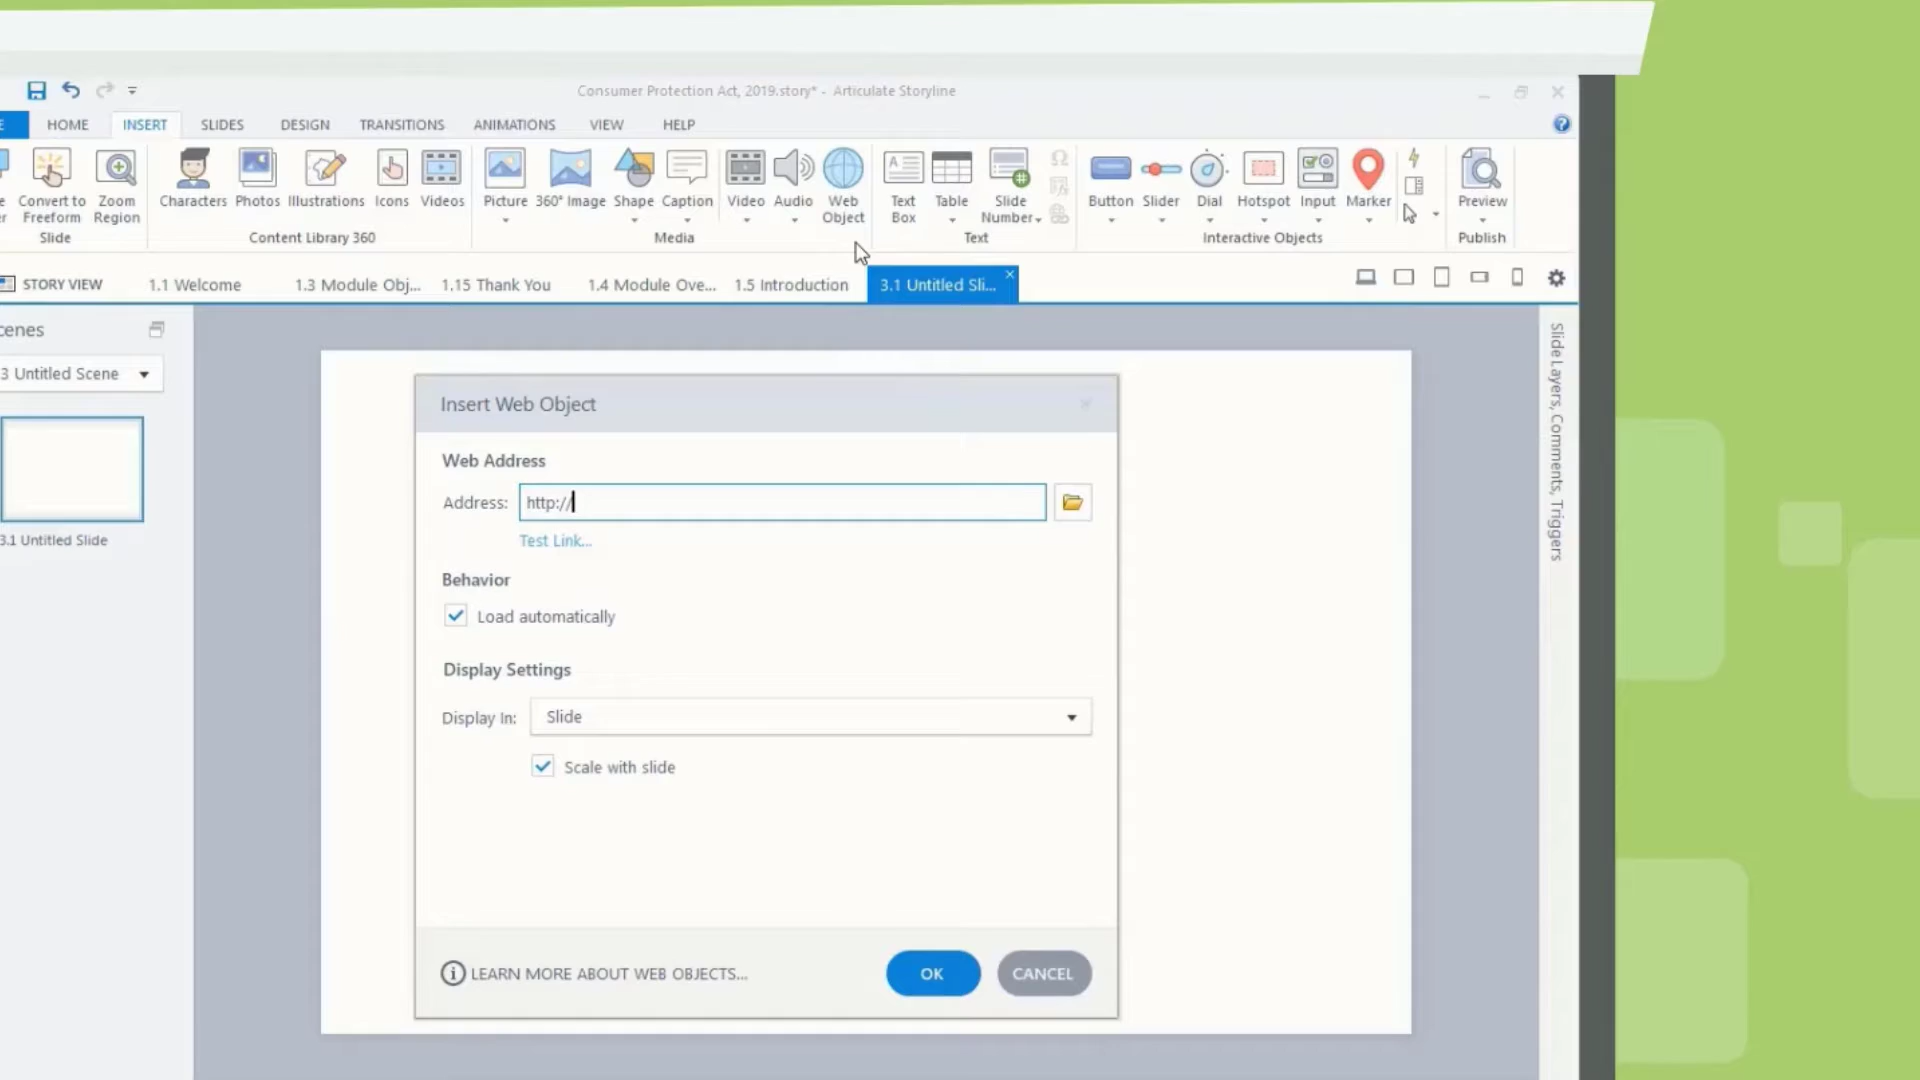 Consumer Protection Act, 2019.story* - Articulate Storyline
HOME INSERT SLIDES DESIGN TRANSITIONS ANIMATIONS VIEW HELP
Convert to Freeform
Zoom Region
Characters
Photos
Illustrations
Icons
Videos
Picture
360° Image
Shape
Caption
Video
Audio
Web Object
Text Box
Table
Slide Number
Button
Slider
Dial
Hotspot
Input
Marker
Preview
Slide
Content Library 360
Media
Text
Interactive Objects
Publish
STORY VIEW
1.1 Welcome
1.3 Module Obj...
1.15 Thank You
1.4 Module Ove...
1.5 Introduction
3.1 Untitled Sli...
cenes
3 Untitled Scene
3.1 Untitled Slide
Insert Web Object
Web Address
Address: http://
Test Link...
Behavior
Load automatically
Display Settings
Display In: Slide
Scale with slide
LEARN MORE ABOUT WEB OBJECTS...
OK
CANCEL
Slide Layers, Comments, Triggers